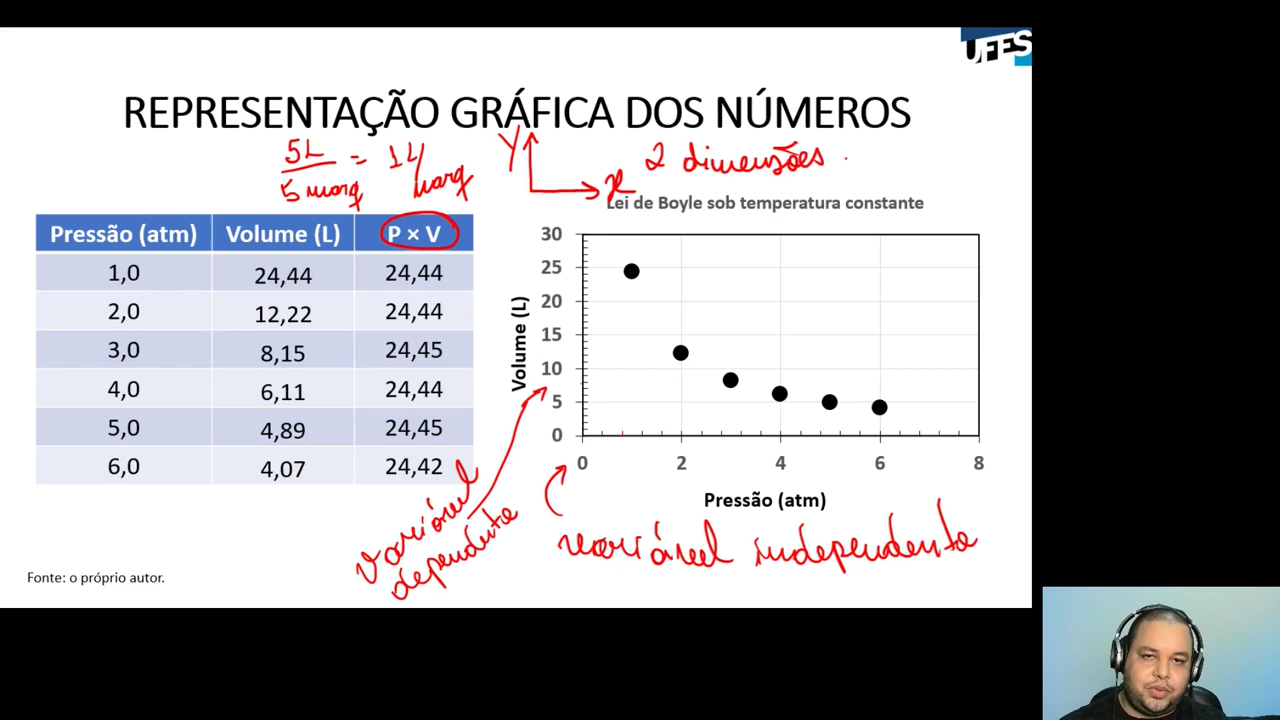 UFES
REPRESENTAÇÃO GRÁFICA DOS NÚMEROS
5L
5 marq
= 1L/
marq
Y
x
2 dimensões
Pressão (atm) Volume (L) P × V
1,0 24,44 24,44
2,0 12,22 24,44
3,0 8,15 24,45
4,0 6,11 24,44
5,0 4,89 24,45
6,0 4,07 24,42
Lei de Boyle sob temperatura constante
30
25
20
15
10
5
0
Volume (L)
0 2 4 6 8
Pressão (atm)
variável
dependente
variável independente
Fonte: o próprio autor.